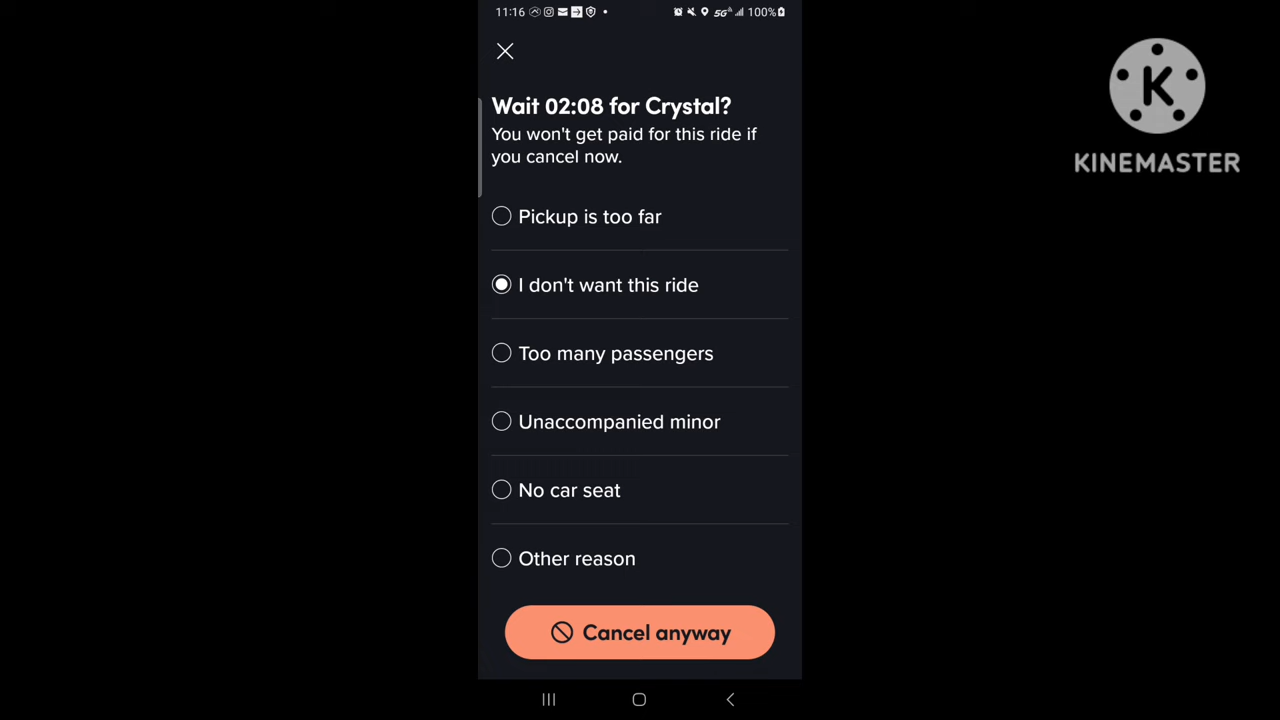 11:16
5G 100%
K
KINEMASTER
Wait 02:08 for Crystal?
You won't get paid for this ride if
you cancel now.
Pickup is too far
I don't want this ride
Too many passengers
Unaccompanied minor
No car seat
Other reason
Cancel anyway